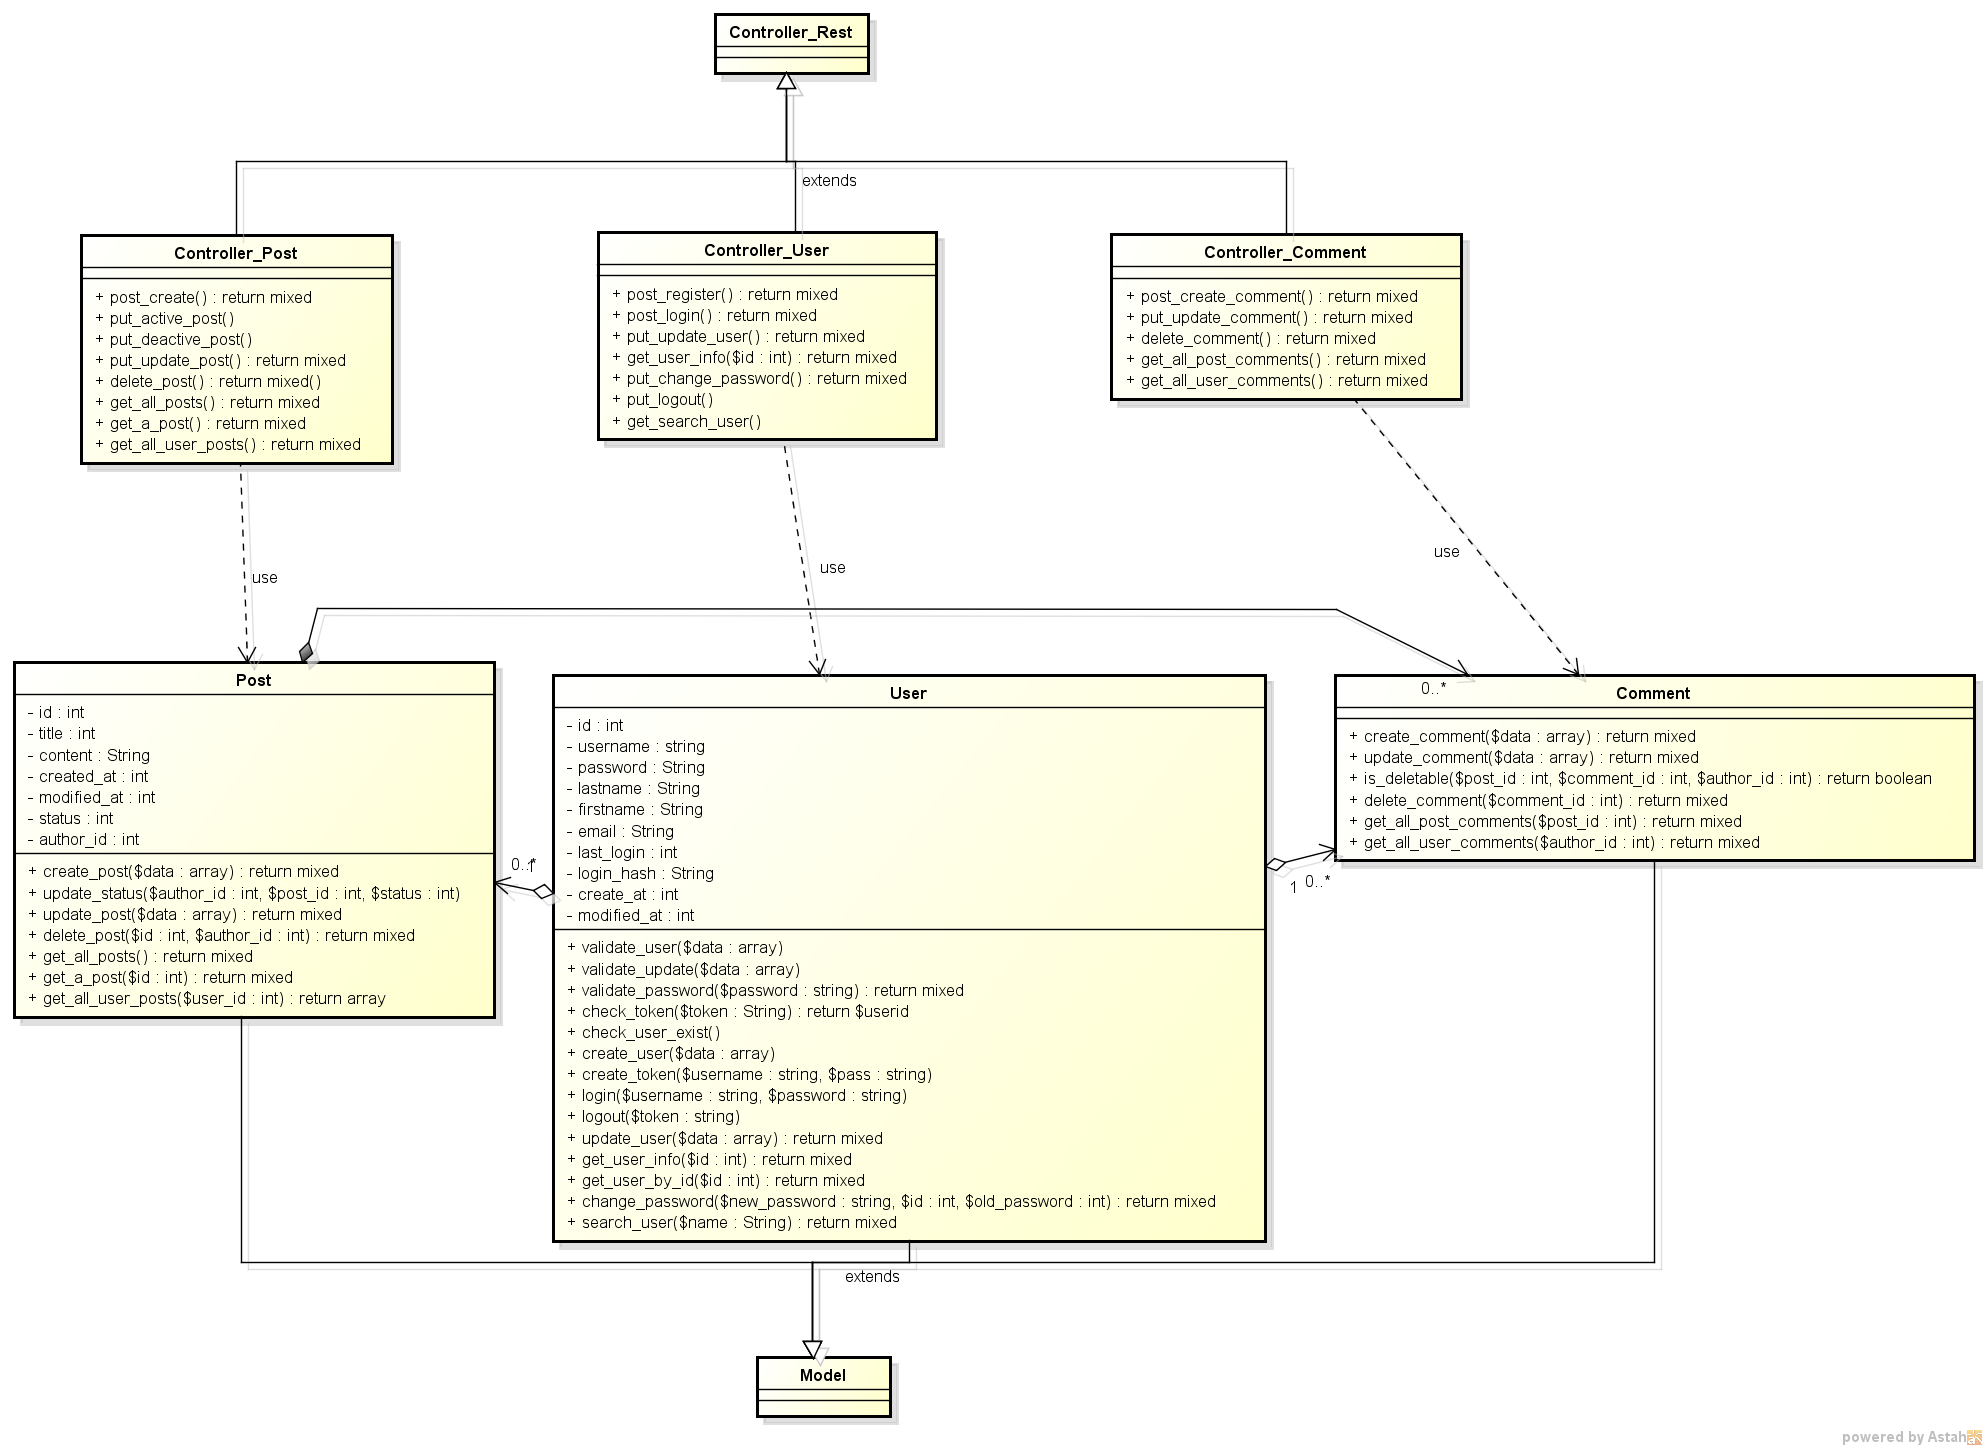 Controller_Rest
extends
Controller_Post
+ post_create() : return mixed
+ put_active_post()
+ put_deactive_post()
+ put_update_post() : return mixed
+ delete_post() : return mixed()
+ get_all_posts() : return mixed
+ get_a_post() : return mixed
+ get_all_user_posts() : return mixed
Controller_User
+ post_register() : return mixed
+ post_login() : return mixed
+ put_update_user() : return mixed
+ get_user_info($id : int) : return mixed
+ put_change_password() : return mixed
+ put_logout()
+ get_search_user()
Controller_Comment
+ post_create_comment() : return mixed
+ put_update_comment() : return mixed
+ delete_comment() : return mixed
+ get_all_post_comments() : return mixed
+ get_all_user_comments() : return mixed
use
use
use
Post
- id : int
- title : int
- content : String
- created_at : int
- modified_at : int
- status : int
- author_id : int
+ create_post($data : array) : return mixed
+ update_status($author_id : int, $post_id : int, $status : int)
+ update_post($data : array) : return mixed
+ delete_post($id : int, $author_id : int) : return mixed
+ get_all_posts() : return mixed
+ get_a_post($id : int) : return mixed
+ get_all_user_posts($user_id : int) : return array
0..*
1
User
- id : int
- username : string
- password : String
- lastname : String
- firstname : String
- email : String
- last_login : int
- login_hash : String
- create_at : int
- modified_at : int
+ validate_user($data : array)
+ validate_update($data : array)
+ validate_password($password : string) : return mixed
+ check_token($token : String) : return $userid
+ check_user_exist()
+ create_user($data : array)
+ create_token($username : string, $pass : string)
+ login($username : string, $password : string)
+ logout($token : string)
+ update_user($data : array) : return mixed
+ get_user_info($id : int) : return mixed
+ get_user_by_id($id : int) : return mixed
+ change_password($new_password : string, $id : int, $old_password : int) : return mixed
+ search_user($name : String) : return mixed
1
0..*
0..*
Comment
+ create_comment($data : array) : return mixed
+ update_comment($data : array) : return mixed
+ is_deletable($post_id : int, $comment_id : int, $author_id : int) : return boolean
+ delete_comment($comment_id : int) : return mixed
+ get_all_post_comments($post_id : int) : return mixed
+ get_all_user_comments($author_id : int) : return mixed
extends
Model
powered by Astah